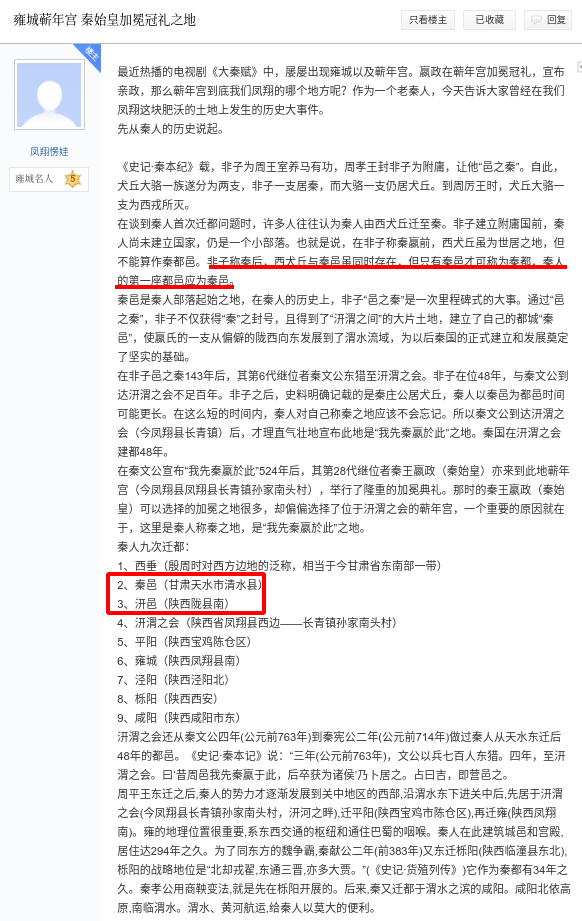 雍城蕲年宫 秦始皇加冕冠礼之地
只看楼主
已收藏
回复
楼主
凤翔愣娃
雍城名人 5
最近热播的电视剧《大秦赋》中，屡屡出现雍城以及蕲年宫。嬴政在蕲年宫加冕冠礼，宣布
亲政，那么蕲年宫到底我们凤翔的哪个地方呢？作为一个老秦人，今天告诉大家曾经在我们
凤翔这块肥沃的土地上发生的历史大事件。
先从秦人的历史说起。
《史记·秦本纪》载，非子为周王室养马有功，周孝王封非子为附庸，让他“邑之秦”。自此，
犬丘大骆一族遂分为两支，非子一支居秦，而大骆一支仍居犬丘。到周厉王时，犬丘大骆一
支为西戎所灭。
在谈到秦人首次迁都问题时，许多人往往认为秦人由西犬丘迁至秦。非子建立附庸国前，秦
人尚未建立国家，仍是一个小部落。也就是说，在非子称秦嬴前，西犬丘虽为世居之地，但
不能算作秦都邑。非子称秦后，西犬丘与秦邑虽同时存在，但只有秦邑才可称为秦都，秦人
的第一座都邑应为秦邑。
秦邑是秦人部落起始之地，在秦人的历史上，非子“邑之秦”是一次里程碑式的大事。通过“邑
之秦”，非子不仅获得“秦”之封号，且得到了“汧渭之间”的大片土地，建立了自己的都城“秦
邑”，使嬴氏的一支从偏僻的陇西向东发展到了渭水流域，为以后秦国的正式建立和发展奠定
了坚实的基础。
在非子邑之秦143年后，其第6代继位者秦文公东猎至汧渭之会。非子在位48年，与秦文公到
达汧渭之会不足百年。非子之后，史料明确记载的是秦庄公居犬丘，秦人以秦邑为都邑时间
可能更长。在这么短的时间内，秦人对自己称秦之地应该不会忘记。所以秦文公到达汧渭之
会（今凤翔县长青镇）后，才理直气壮地宣布此地是“我先秦嬴於此”之地。秦国在汧渭之会
建都48年。
在秦文公宣布“我先秦嬴於此”524年后，其第28代继位者秦王嬴政（秦始皇）亦来到此地蕲年
宫（今凤翔县凤翔县长青镇孙家南头村），举行了隆重的加冕典礼。那时的秦王嬴政（秦始
皇）可以选择的加冕之地很多，却偏偏选择了位于汧渭之会的蕲年宫，一个重要的原因就在
于，这里是秦人称秦之地，是“我先秦嬴於此”之地。
秦人九次迁都：
1、西垂（殷周时对西方边地的泛称，相当于今甘肃省东南部一带）
2、秦邑（甘肃天水市清水县）
3、汧邑（陕西陇县南）
4、汧渭之会（陕西省凤翔县西边——长青镇孙家南头村）
5、平阳（陕西宝鸡陈仓区）
6、雍城（陕西凤翔县南）
7、泾阳（陕西泾阳北）
8、栎阳（陕西西安）
9、咸阳（陕西咸阳市东）
汧渭之会还从秦文公四年(公元前763年)到秦宪公二年(公元前714年)做过秦人从天水东迁后
48年的都邑。《史记·秦本记》说：“三年(公元前763年)，文公以兵七百人东猎。四年，至汧
渭之会。曰‘昔周邑我先秦嬴于此，后卒获为诸侯’乃卜居之。占曰吉，即营邑之。
周平王东迁之后,秦人的势力才逐渐发展到关中地区的西部,沿渭水东下进关中后,先居于汧渭
之会(今凤翔县长青镇孙家南头村，汧河之畔),迁平阳(陕西宝鸡市陈仓区),再迁雍(陕西凤翔
南)。雍的地理位置很重要,系东西交通的枢纽和通住巴蜀的咽喉。秦人在此建筑城邑和宫殿,
居住达294年之久。为了同东方的魏争霸,秦献公二年(前383年)又东迁栎阳(陕西临潼县东北),
栎阳的战略地位是“北却戎翟,东通三晋,亦多大贾。”(《史记·货殖列传》)它作为秦都有34年之
久。秦孝公用商鞅变法,就是先在栎阳开展的。后来,秦又迁都于渭水之滨的咸阳。咸阳北依高
原,南临渭水。渭水、黄河航运,给秦人以莫大的便利。